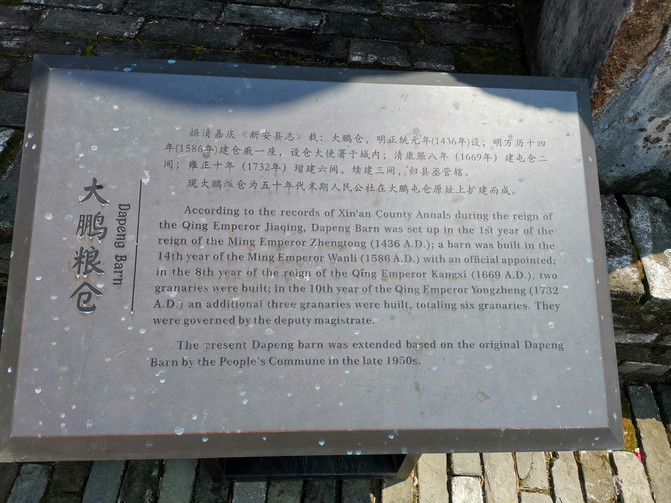 大鹏粮仓
Dapeng Barn
据清嘉庆《新安县志》载：大鹏仓，明正统元年(1436年)设；明万历十四
年(1586年)建仓廒一座，设仓大使署于城内；清康熙八年（1669年）建屯仓二
间；雍正十年（1732年）增建六间，续建三间，归县丞管辖。
现大鹏粮仓为五十年代末期人民公社在大鹏屯仓原址上扩建而成。
According to the records of Xin'an County Annals during the reign of
the Qing Emperor Jiaqing, Dapeng Barn was set up in the 1st year of the
reign of the Ming Emperor Zhengtong (1436 A.D.); a barn was built in the
14th year of the Ming Emperor Wanli (1586 A.D.) with an official appointed;
in the 8th year of the reign of the Qing Emperor Kangxi (1669 A.D.), two
granaries were built; in the 10th year of the Qing Emperor Yongzheng (1732
A.D.) an additional three granaries were built, totaling six granaries. They
were governed by the deputy magistrate.
The present Dapeng barn was extended based on the original Dapeng
Barn by the People's Commune in the late 1950s.